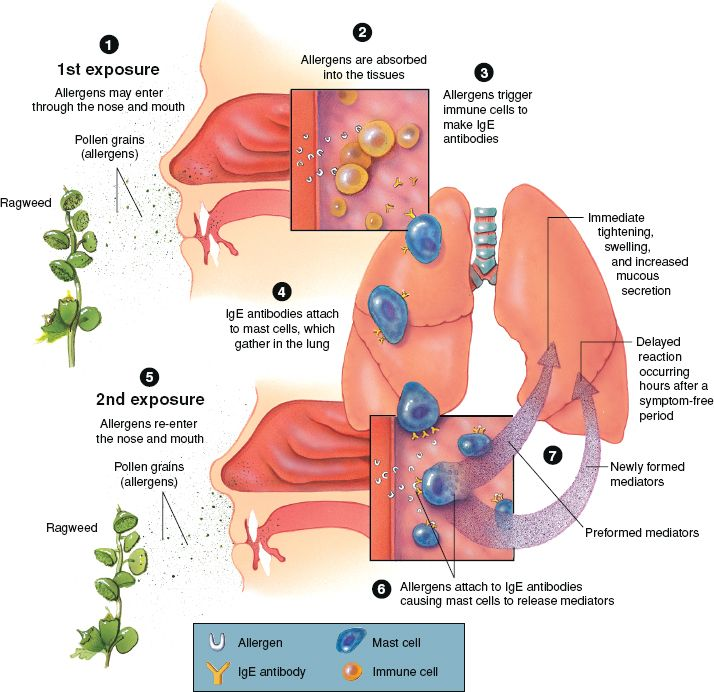 1
1st exposure
Allergens may enter
through the nose and mouth
Pollen grains
(allergens)
Ragweed
2
Allergens are absorbed
into the tissues
3
Allergens trigger
immune cells to
make IgE
antibodies
4
IgE antibodies attach
to mast cells, which
gather in the lung
Immediate
tightening,
swelling,
and increased
mucous
secretion
Delayed
reaction
occurring
hours after a
symptom-free
period
5
2nd exposure
Allergens re-enter
the nose and mouth
Pollen grains
(allergens)
Ragweed
7
Newly formed
mediators
Preformed mediators
6
Allergens attach to IgE antibodies
causing mast cells to release mediators
Allergen
Mast cell
IgE antibody
Immune cell